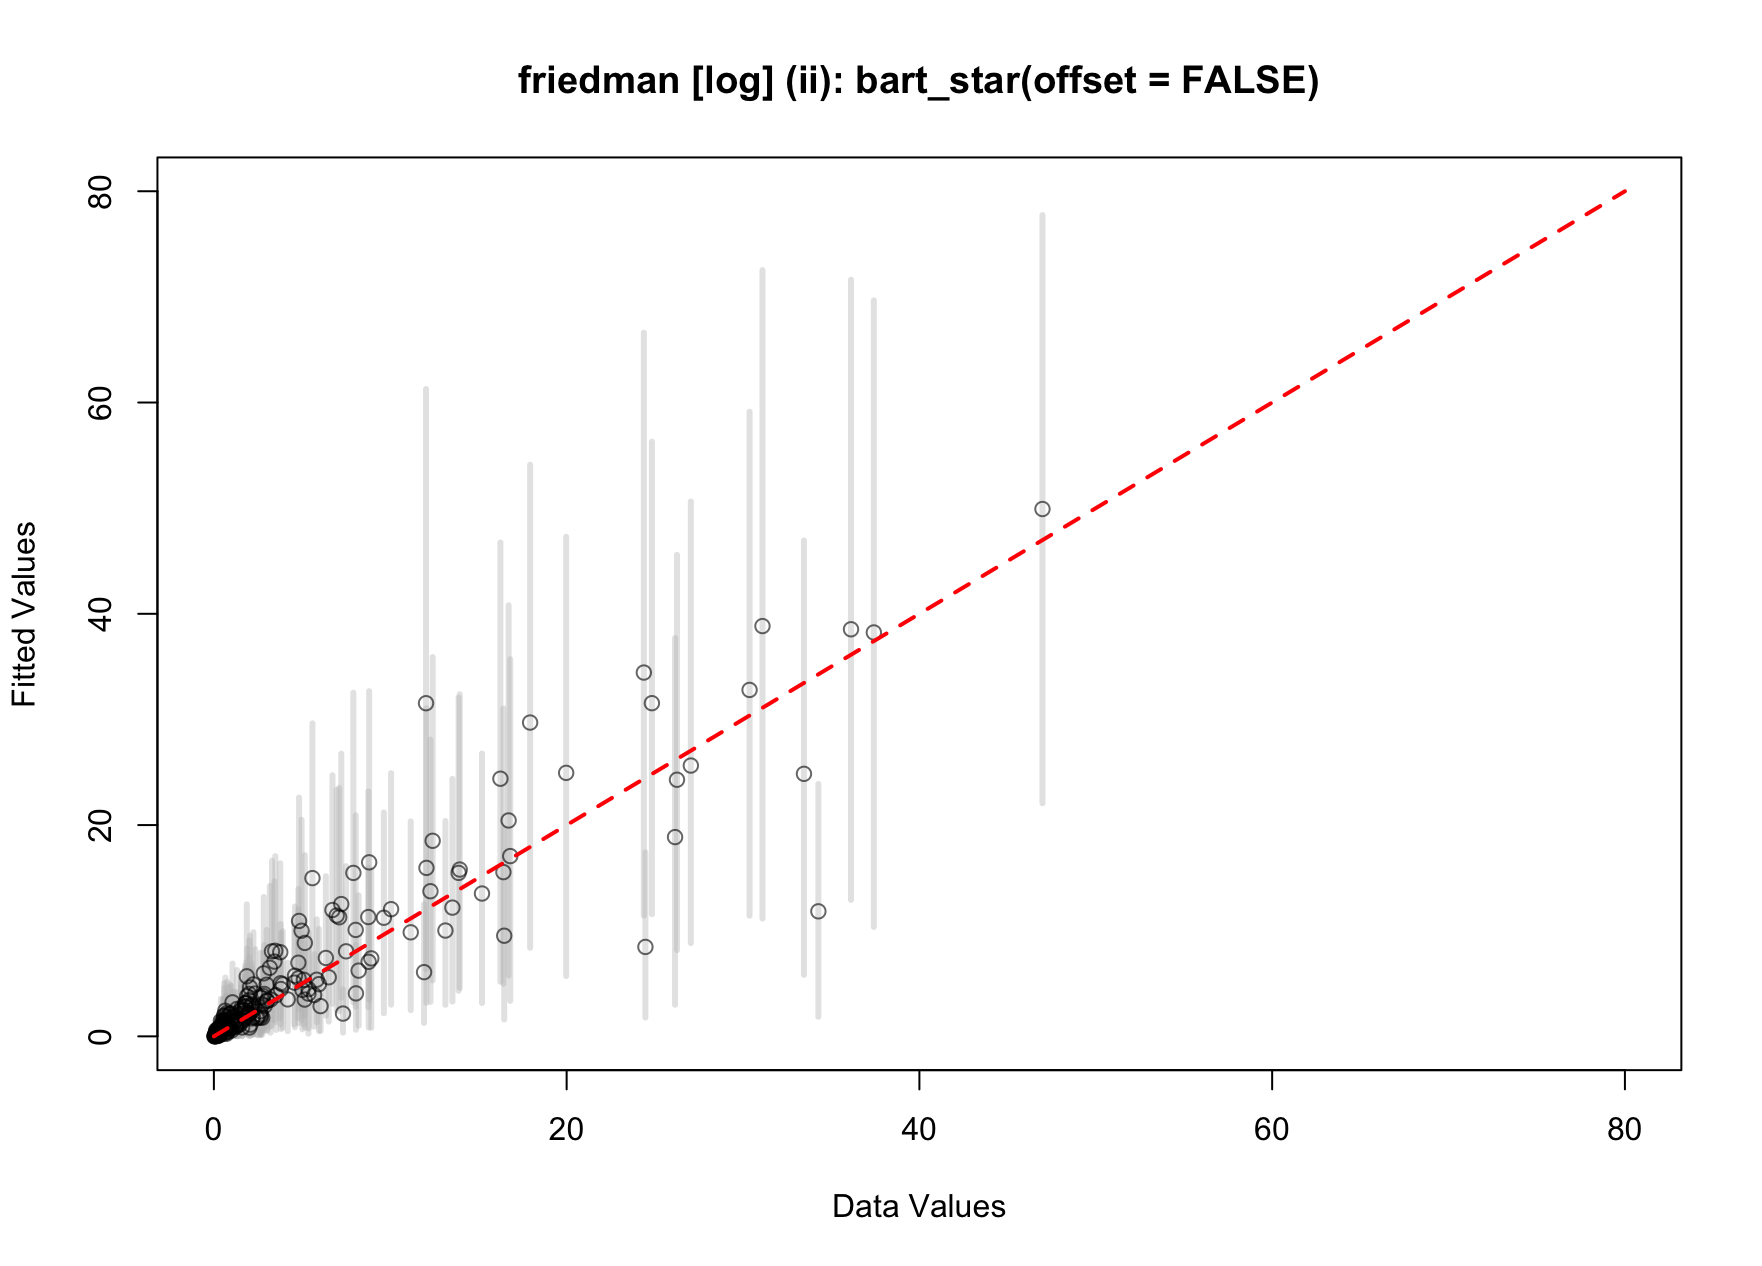 friedman [log] (ii): bart_star(offset = FALSE)
80
60
40
20
0
Fitted Values
0 20 40 60 80
Data Values